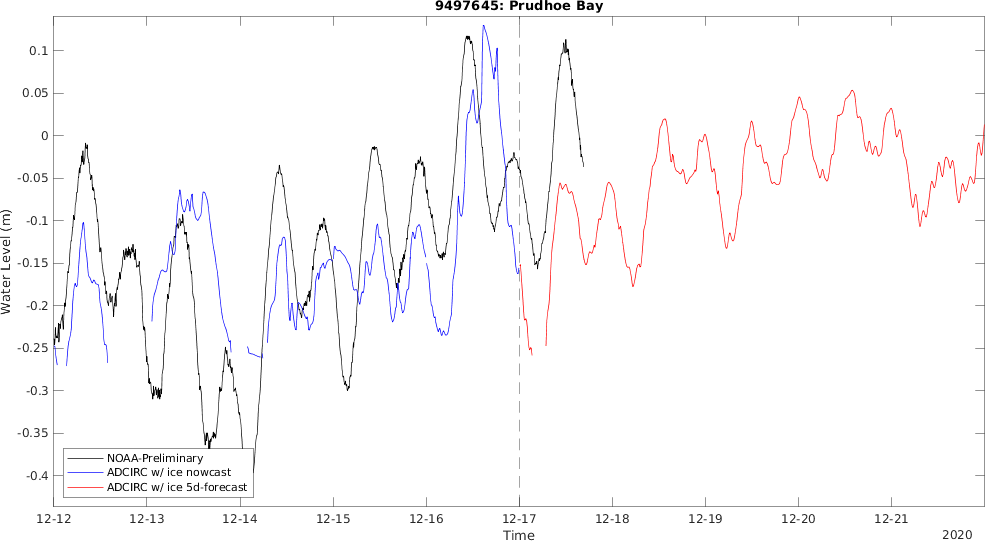 9497645: Prudhoe Bay
Water Level (m)
0.1
0.05
0
-0.05
-0.1
-0.15
-0.2
-0.25
-0.3
-0.35
-0.4
NOAA-Preliminary
ADCIRC w/ ice nowcast
ADCIRC w/ ice 5d-forecast
12-12 12-13 12-14 12-15 12-16 12-17 12-18 12-19 12-20 12-21
Time
2020